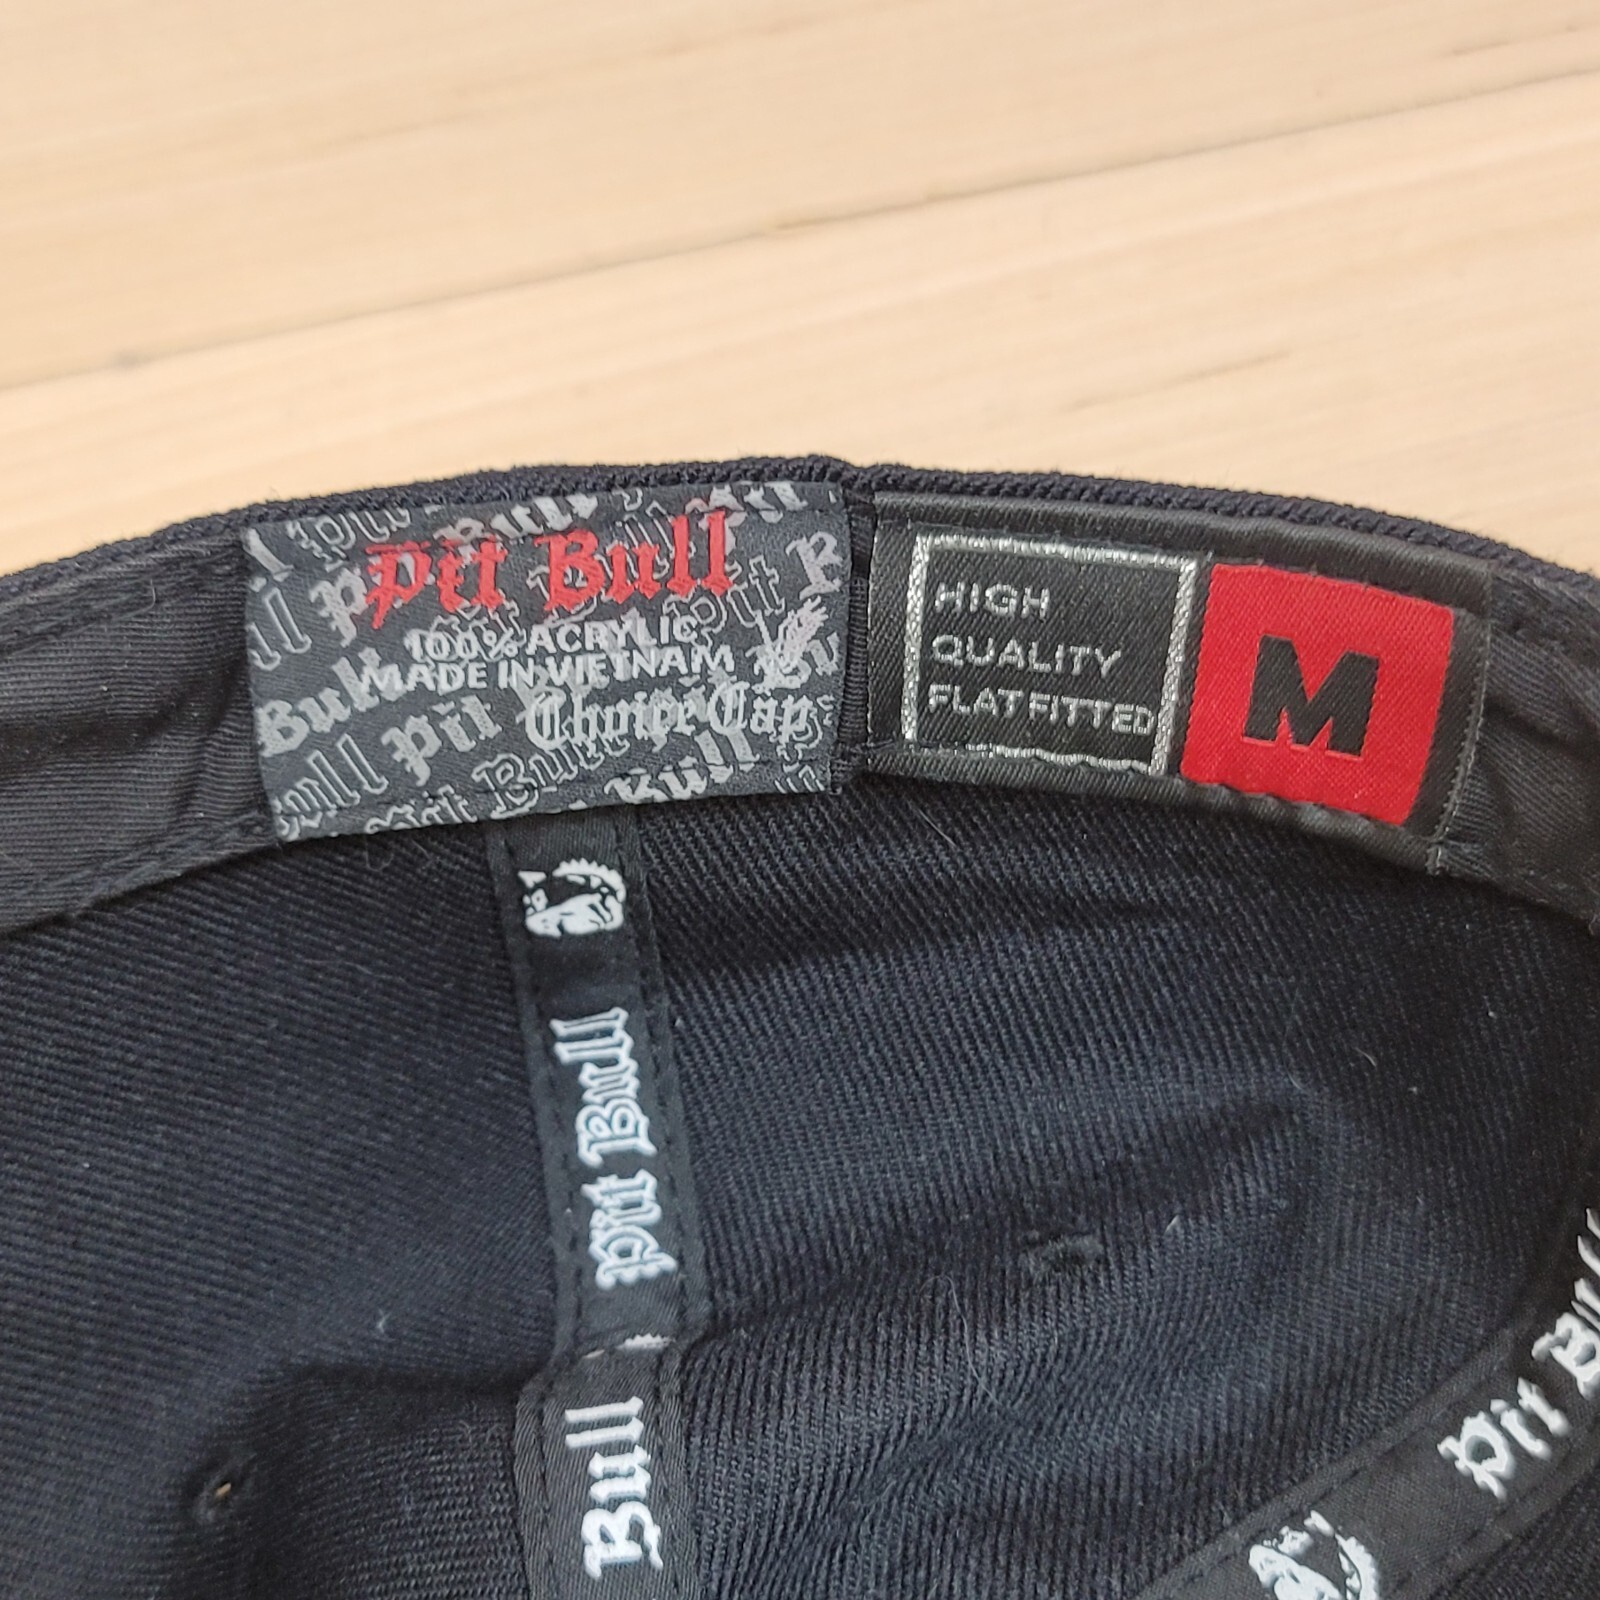 Pit Bull
100% ACRYLIC
MADE IN VIETNAM
Choice Cap
HIGH
QUALITY
FLAT FITTED
M
Pit Bull
Bull
Pit Bull